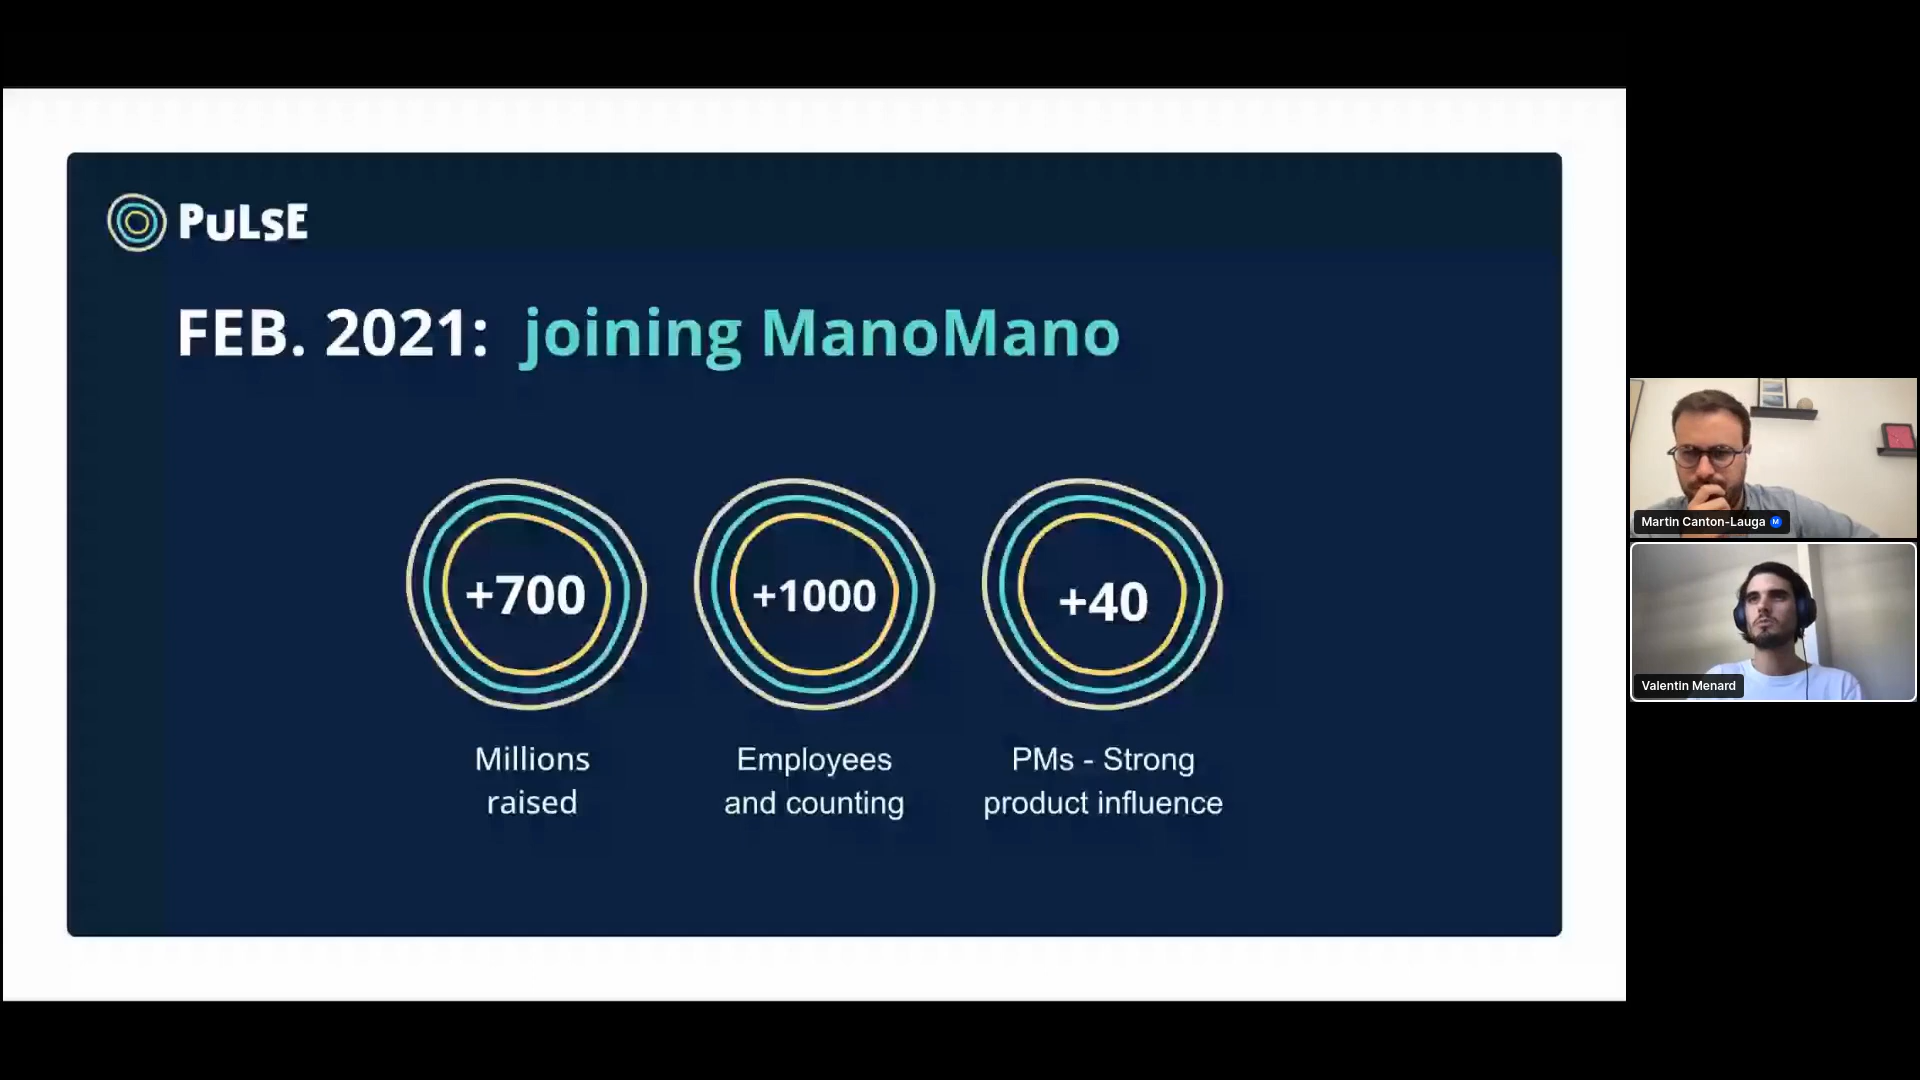 PULSE
FEB. 2021: joining ManoMano
+700
+1000
+40
Millions
raised
Employees
and counting
PMs - Strong
product influence
Martin Canton-Lauga
M
Valentin Menard